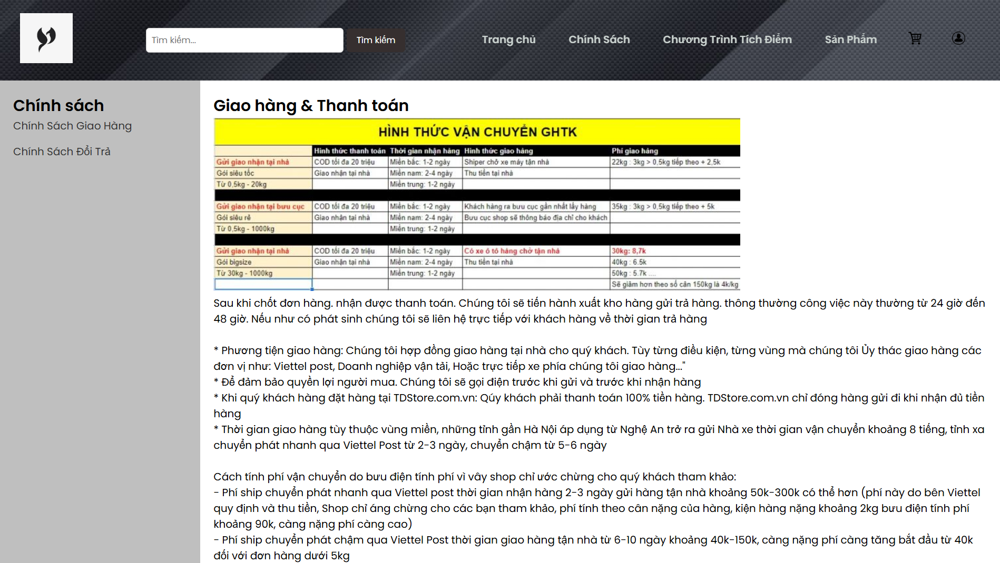 Tìm kiếm...
Tìm kiếm
Trang chủ
Chính Sách
Chương Trình Tích Điểm
Sản Phẩm
Chính sách
Chính Sách Giao Hàng
Chính Sách Đổi Trả
Giao hàng & Thanh toán
HÌNH THỨC VẬN CHUYỂN GHTK
Hình thức thanh toán Thời gian nhận hàng Hình thức giao hàng Phí giao hàng
Gửi giao nhận tại nhà COD tối đa 20 triệu Miền bắc: 1-2 ngày Shiper chở xe máy tận nhà 22kg : 3kg > 0,5kg tiếp theo + 2,5k
Gói siêu tốc Giao nhận tại nhà Miền nam: 2-4 ngày Thu tiền tại nhà
Từ 0,5kg - 20kg Miền trung: 1-2 ngày
Gửi giao nhận tại bưu cục COD tối đa 20 triệu Miền bắc: 1-2 ngày Khách hàng ra bưu cục gần nhất lấy hàng 35kg : 3kg > 0,5kg tiếp theo + 5k
Gói siêu rẻ Giao nhận tại nhà Miền nam: 2-4 ngày Bưu cục shop sẽ thông báo địa chỉ cho khách
Từ 0,5kg - 1000kg Miền trung: 1-2 ngày
Gửi giao nhận tại nhà COD tối đa 20 triệu Miền bắc: 1-2 ngày Có xe ô tô hàng chở tận nhà 30kg: 8,7k
Gói bigsize Giao nhận tại nhà Miền nam: 2-4 ngày Thu tiền tại nhà 40kg : 6.5k
Từ 30kg - 1000kg Miền trung: 1-2 ngày 50kg : 5.7k ....
Sẽ giảm hơn theo số cân 150kg là 4k/kg
Sau khi chốt đơn hàng. nhận được thanh toán. Chúng tôi sẽ tiến hành xuất kho hàng gửi trả hàng. thông thường công việc này thường từ 24 giờ đến
48 giờ. Nếu như có phát sinh chúng tôi sẽ liên hệ trực tiếp với khách hàng về thời gian trả hàng
* Phương tiện giao hàng: Chúng tôi hợp đồng giao hàng tại nhà cho quý khách. Tùy từng điều kiện, từng vùng mà chúng tôi Ủy thác giao hàng các
đơn vị như: Viettel post, Doanh nghiệp vận tải, Hoặc trực tiếp xe phía chúng tôi giao hàng..."
* Để đảm bảo quyền lợi người mua. Chúng tôi sẽ gọi điện trước khi gửi và trước khi nhận hàng
* Khi quý khách hàng đặt hàng tại TDStore.com.vn: Qúy khách phải thanh toán 100% tiền hàng. TDStore.com.vn chỉ đóng hàng gửi đi khi nhận đủ tiền
hàng
* Thời gian giao hàng tùy thuộc vùng miền, những tỉnh gần Hà Nội áp dụng từ Nghệ An trở ra gửi Nhà xe thời gian vận chuyển khoảng 8 tiếng, tỉnh xa
chuyển phát nhanh qua Viettel Post từ 2-3 ngày, chuyển chậm từ 5-6 ngày
Cách tính phí vận chuyển do bưu điện tính phí vì vây shop chỉ ước chừng cho quý khách tham khảo:
- Phí ship chuyển phát nhanh qua Viettel post thời gian nhận hàng 2-3 ngày gửi hàng tận nhà khoảng 50k-300k có thể hơn (phí này do bên Viettel
quy định và thu tiền, Shop chỉ áng chừng cho các bạn tham khảo, phí tính theo cân nặng của hàng, kiện hàng nặng khoảng 2kg bưu điện tính phí
khoảng 90k, càng nặng phí càng cao)
- Phí ship chuyển phát chậm qua Viettel Post thời gian giao hàng tận nhà từ 6-10 ngày khoảng 40k-150k, càng nặng phí càng tăng bắt đầu từ 40k
đối với đơn hàng dưới 5kg